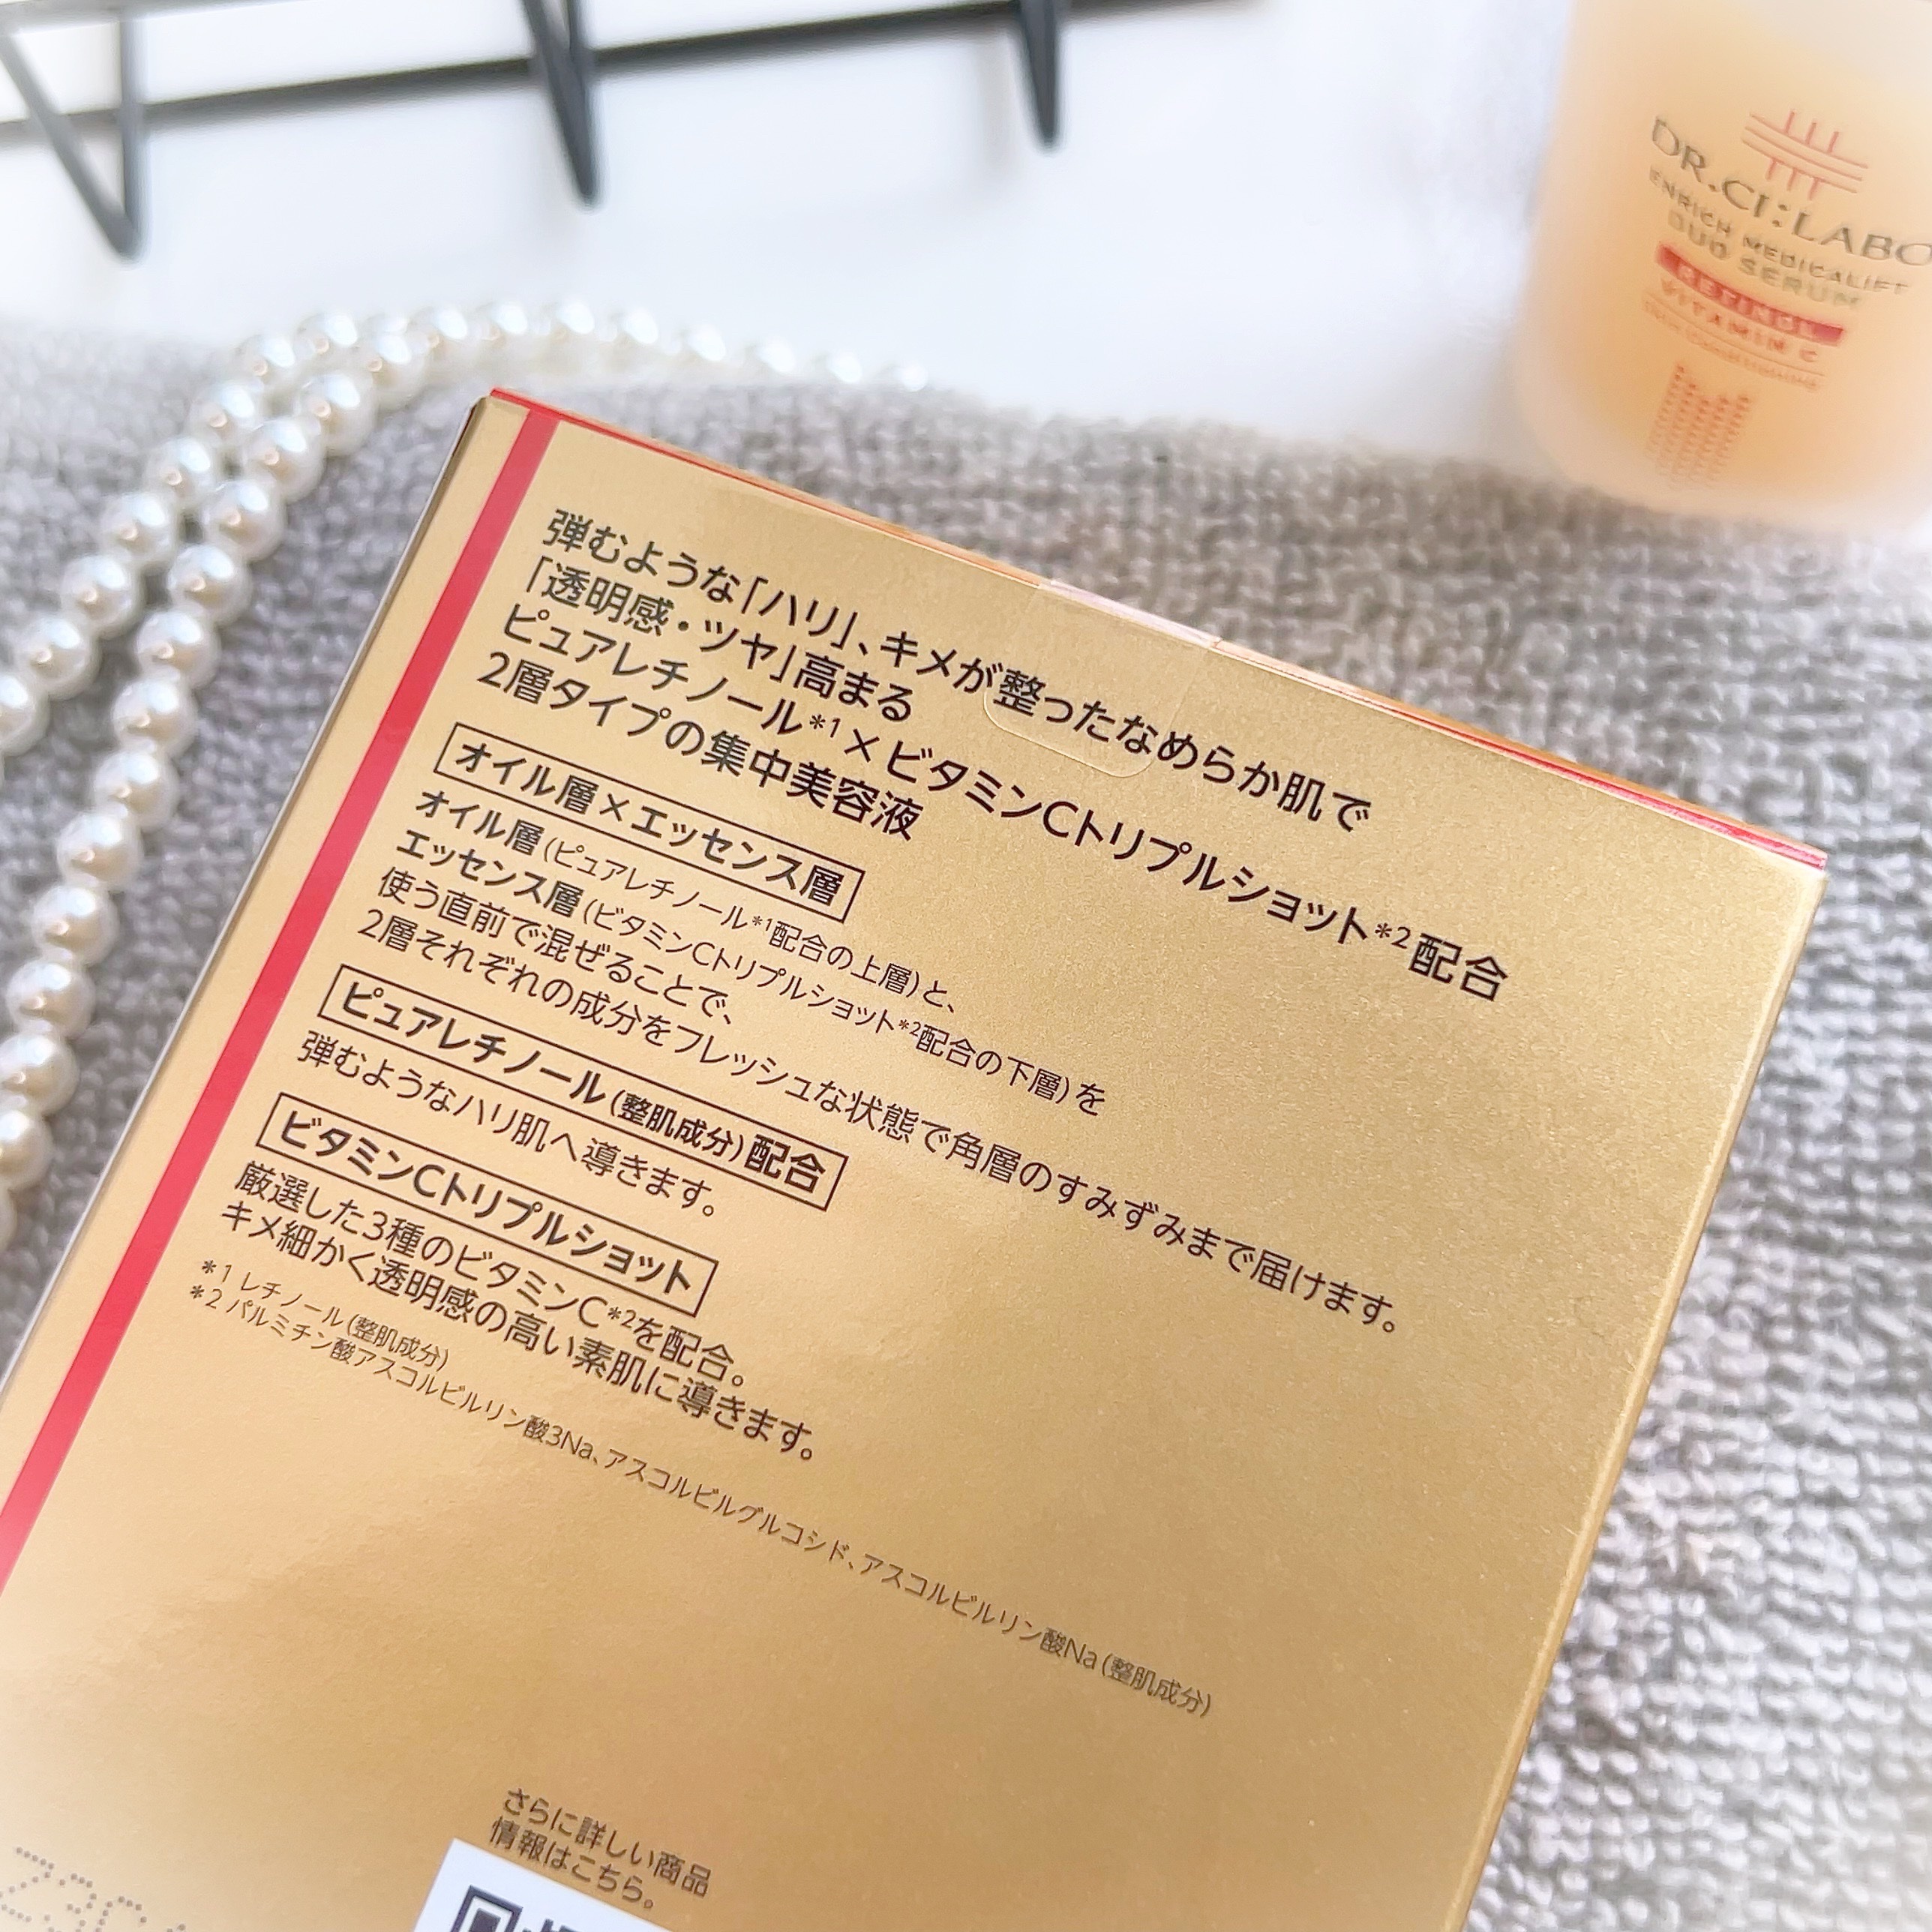 DR.CI:LABO
ENRICH MEDICALIFT
DUO SERUM
RETINOL
VITAMIN C
弾むような「ハリ」、キメが整ったなめらか肌で
「透明感・ツヤ」高まる
ピュアレチノール*1×ビタミンCトリプルショット*2配合
2層タイプの集中美容液
オイル層×エッセンス層
オイル層(ピュアレチノール*1配合の上層)と、
エッセンス層(ビタミンCトリプルショット*2配合の下層)を
使う直前で混ぜることで、
2層それぞれの成分をフレッシュな状態で角層のすみずみまで届けます。
ピュアレチノール(整肌成分)配合
弾むようなハリ肌へ導きます。
ビタミンCトリプルショット
厳選した3種のビタミンC*2を配合。
キメ細かく透明感の高い素肌に導きます。
*1 レチノール(整肌成分)
*2 パルミチン酸アスコルビルリン酸3Na、アスコルビルグルコシド、アスコルビルリン酸Na(整肌成分)
さらに詳しい商品
情報はこちら。